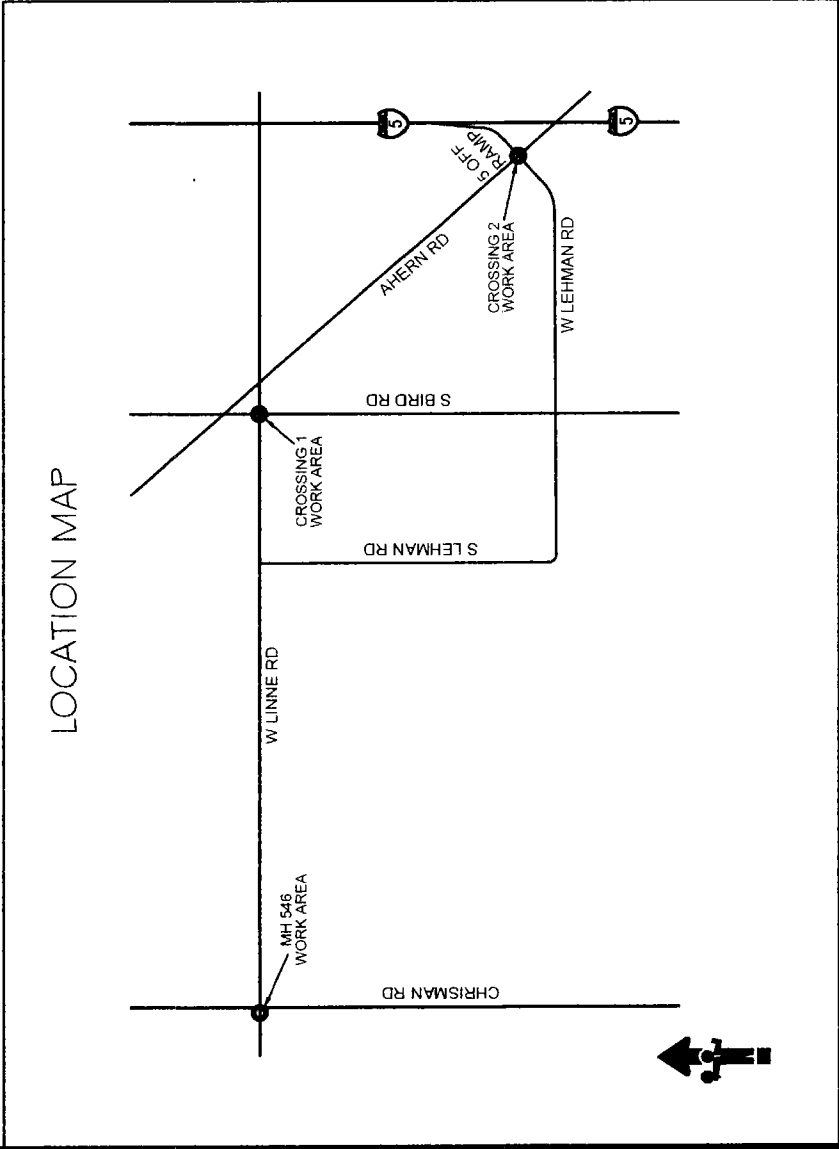 LOCATION MAP
5
5
5 OFF
RAMP
AHERN RD
CROSSING 2
WORK AREA
W LEHMAN RD
S BIRD RD
CROSSING 1
WORK AREA
S LEHMAN RD
W LINNE RD
MH 546
WORK AREA
CHRISMAN RD